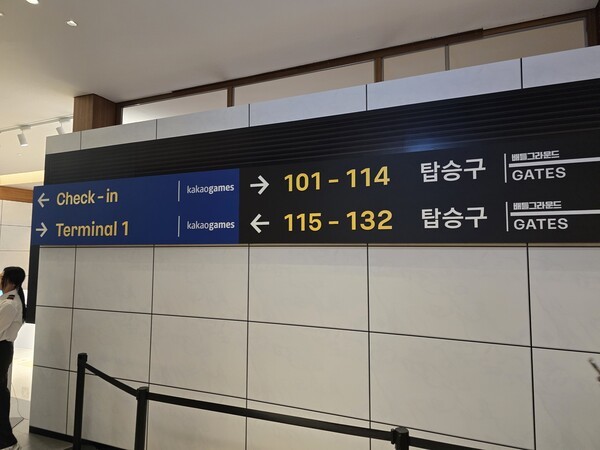 ← Check-in kakaogames
→ Terminal 1 kakaogames
→ 101 - 114 탑승구 배틀그라운드 GATES
← 115 - 132 탑승구 배틀그라운드 GATES